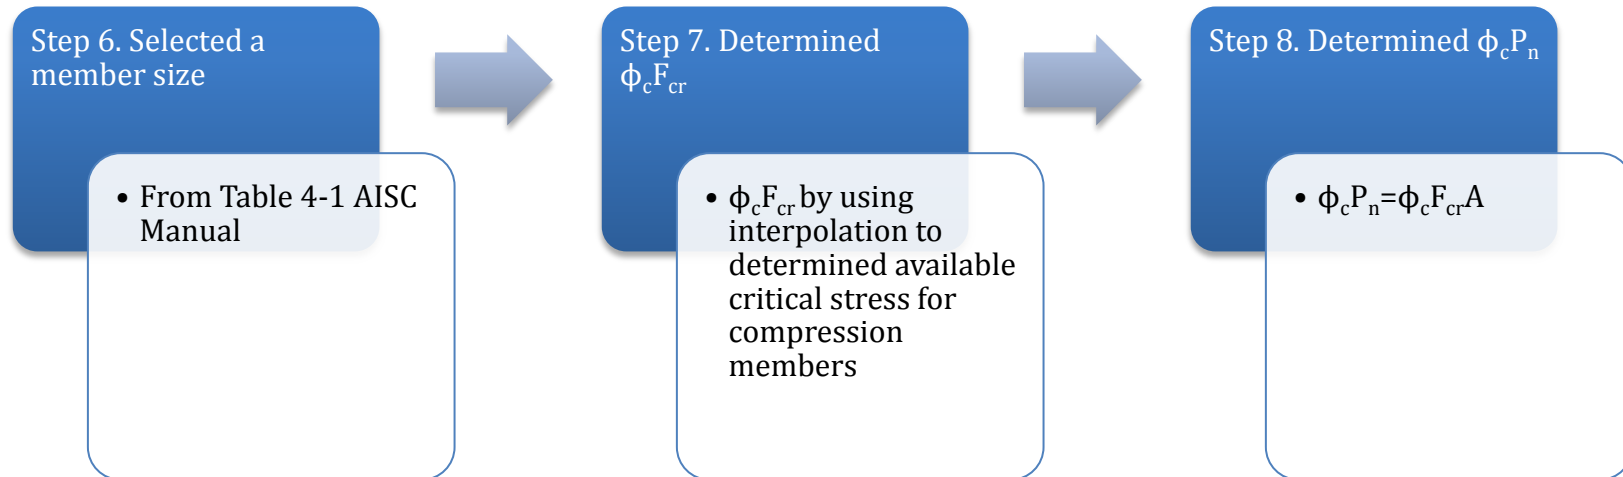 Step 6. Selected a
member size
• From Table 4-1 AISC
Manual
Step 7. Determined
ϕcFcr
• ϕcFcr by using
interpolation to
determined available
critical stress for
compression
members
Step 8. Determined ϕcPn
• ϕcPn=ϕcFcrA